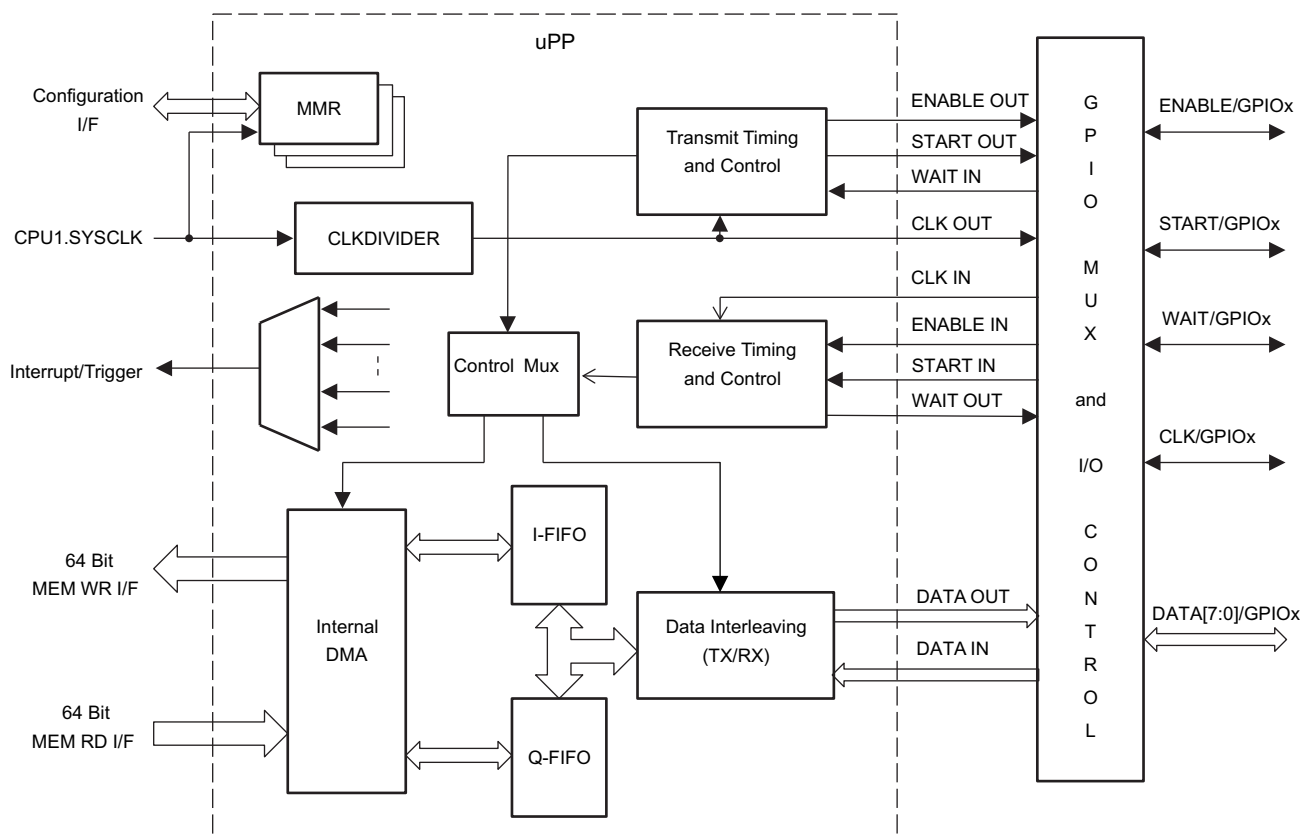 uPP
Configuration
I/F
MMR
CPU1.SYSCLK
CLKDIVIDER
Interrupt/Trigger
Transmit Timing
and Control
Control Mux
Receive Timing
and Control
ENABLE OUT
START OUT
WAIT IN
CLK OUT
CLK IN
ENABLE IN
START IN
WAIT OUT
64 Bit
MEM WR I/F
64 Bit
MEM RD I/F
Internal
DMA
I-FIFO
Q-FIFO
Data Interleaving
(TX/RX)
DATA OUT
DATA IN
G
P
I
O
M
U
X
and
I/O
C
O
N
T
R
O
L
ENABLE/GPIOx
START/GPIOx
WAIT/GPIOx
CLK/GPIOx
DATA[7:0]/GPIOx